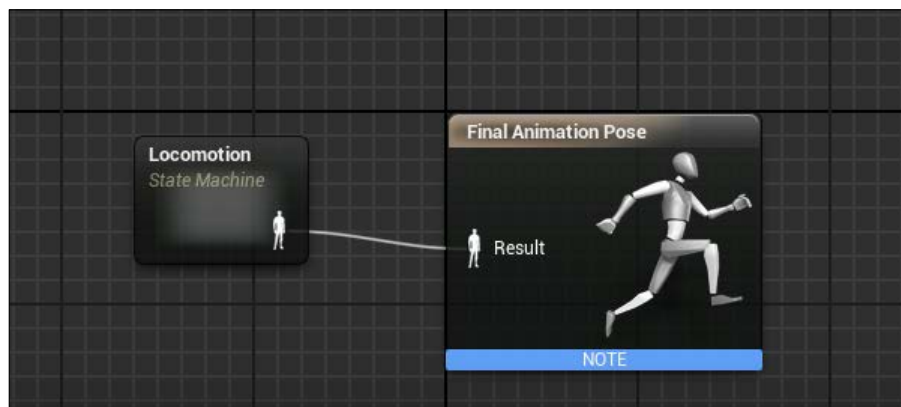 Locomotion
State Machine
Final Animation Pose
Result
NOTE